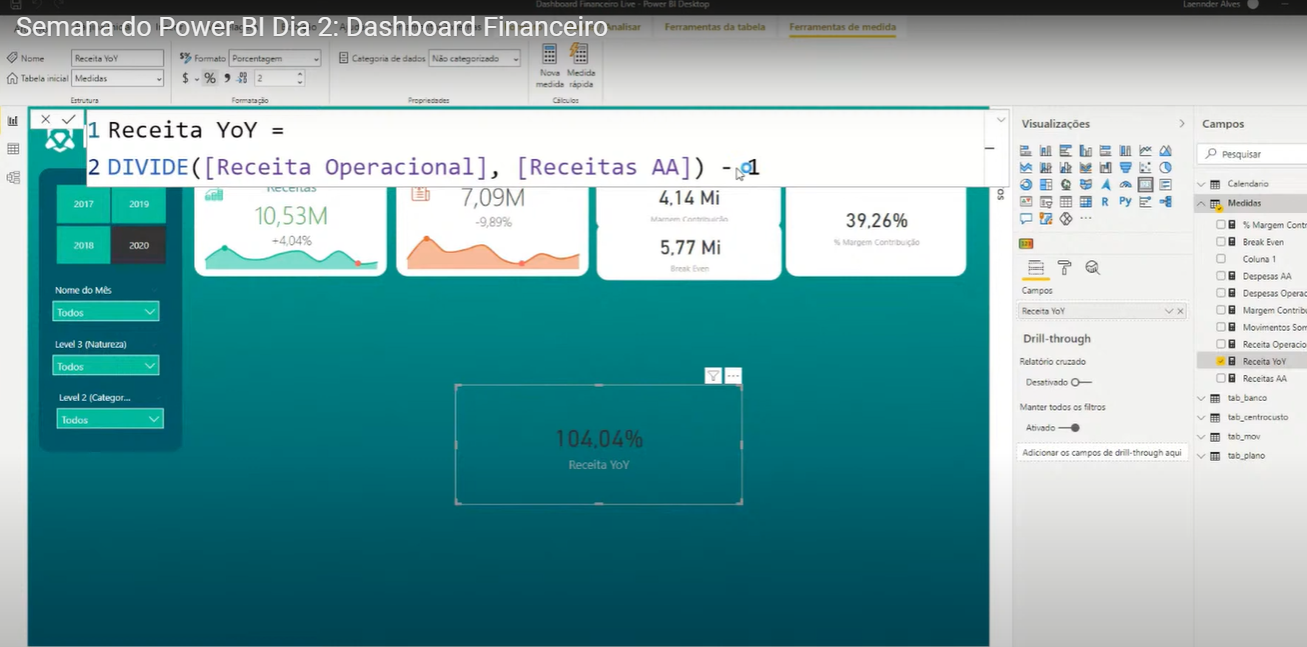 Dashboard Financeiro Live - Power BI Desktop
Laennder Alves
Semana do Power BI Dia 2: Dashboard Financeiro
Analisar
Ferramentas da tabela
Ferramentas de medida
Nome
Receita YoY
Formato
Porcentagem
Categoria de dados
Não categorizado
Tabela inicial
Medidas
$ % 9 2
Nova medida
Medida rápida
Estrutura
Formatação
Propriedades
Cálculos
1 Receita YoY =
2 DIVIDE([Receita Operacional], [Receitas AA]) - 1
2017
2019
2018
2020
Nome do Mês
Todos
Level 3 (Natureza)
Todos
Level 2 (Categor...
Todos
Receitas
10,53M
+4,04%
7,09M
-9,89%
4,14 Mi
Margem Contribuição
5,77 Mi
Break Even
39,26%
% Margem Contribuição
104,04%
Receita YoY
Visualizações
R Py
Campos
Receita YoY
Drill-through
Relatório cruzado
Desativado
Manter todos os filtros
Ativado
Adicionar os campos de drill-through aqui
Campos
Pesquisar
Calendario
Medidas
% Margem Contr
Break Even
Coluna 1
Despesas AA
Despesas Operac
Margem Contribu
Movimentos Som
Receita Operacio
Receita YoY
Receitas AA
tab_banco
tab_centrocusto
tab_mov
tab_plano